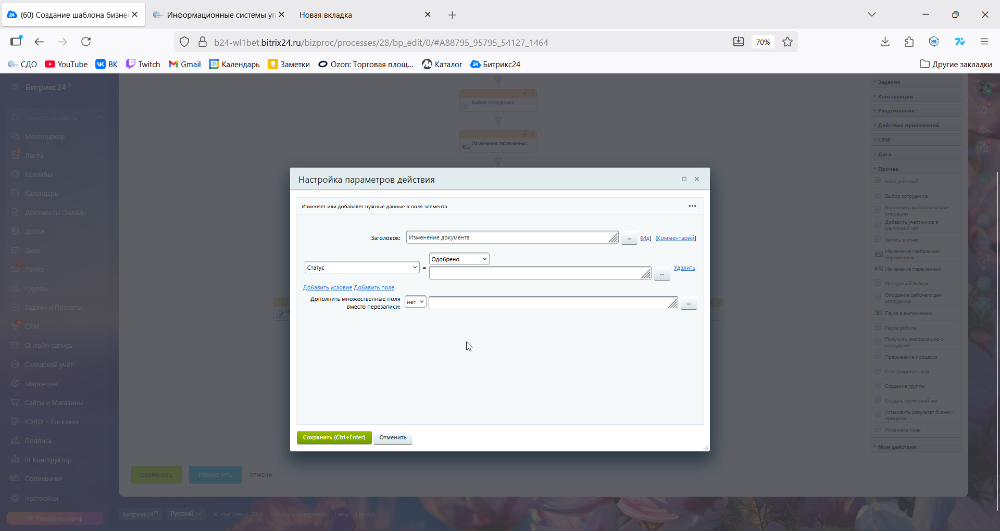 (60) Создание шаблона бизне
Информационные системы уп
Новая вкладка
b24-wl1bet.bitrix24.ru/bizproc/processes/28/bp_edit/0/#A88795_95795_54127_1464
70%
СДО
YouTube
ВК
Twitch
Gmail
31 Календарь
Заметки
Ozon: Торговая площ...
Каталог
24 Битрикс24
Другие закладки
Битрикс24
Совместная работа
Мессенджер
2
Лента
Коллабы
Календарь
Документы Онлайн
Доски
Диск
7
Почта
Группы
Задачи и Проекты
35
CRM
Онлайн-запись
Складской учёт
Маркетинг
Сайты и Магазины
КЭДО + Госключ
Подпись
BI Конструктор
Сотрудники
Настройки
Расширить тариф
Выбор сотрудника
Изменение переменных
Настройка параметров действия
Изменяет или добавляет нужные данные в поля элемента
Заголовок:
Изменение документа
...
[Ид] [Комментарий]
Статус
=
Одобрено
...
Удалить
Добавить условие Добавить поле
Дополнить множественные поля
вместо перезаписи:
нет
...
Сохранить (Ctrl+Enter)
Отменить
СОХРАНИТЬ
ПРИМЕНИТЬ
ОТМЕНА
Битрикс24
Русский
© «Битрикс», 2025
Заказать внедрение
Темы
Печать
Задания
Конструкции
Уведомления
Действия приложений
CRM
Диск
Прочее
Блок действий
Выбор сотрудника
Выполнить математические
операции
Добавить участников в
групповой чат
Запись в отчет
Изменение глобальных
переменных
Изменение переменных
Исходящий Вебхук
Ожидание рабочего дня
сотрудника
Пауза в выполнении
Пауза робота
Получить информацию о
сотруднике
Прерывание процесса
Сгенерировать код
Создание группы
Создать групповой чат
Установить результат бизнес-
процесса
Установка прав
Мои действия
59
1